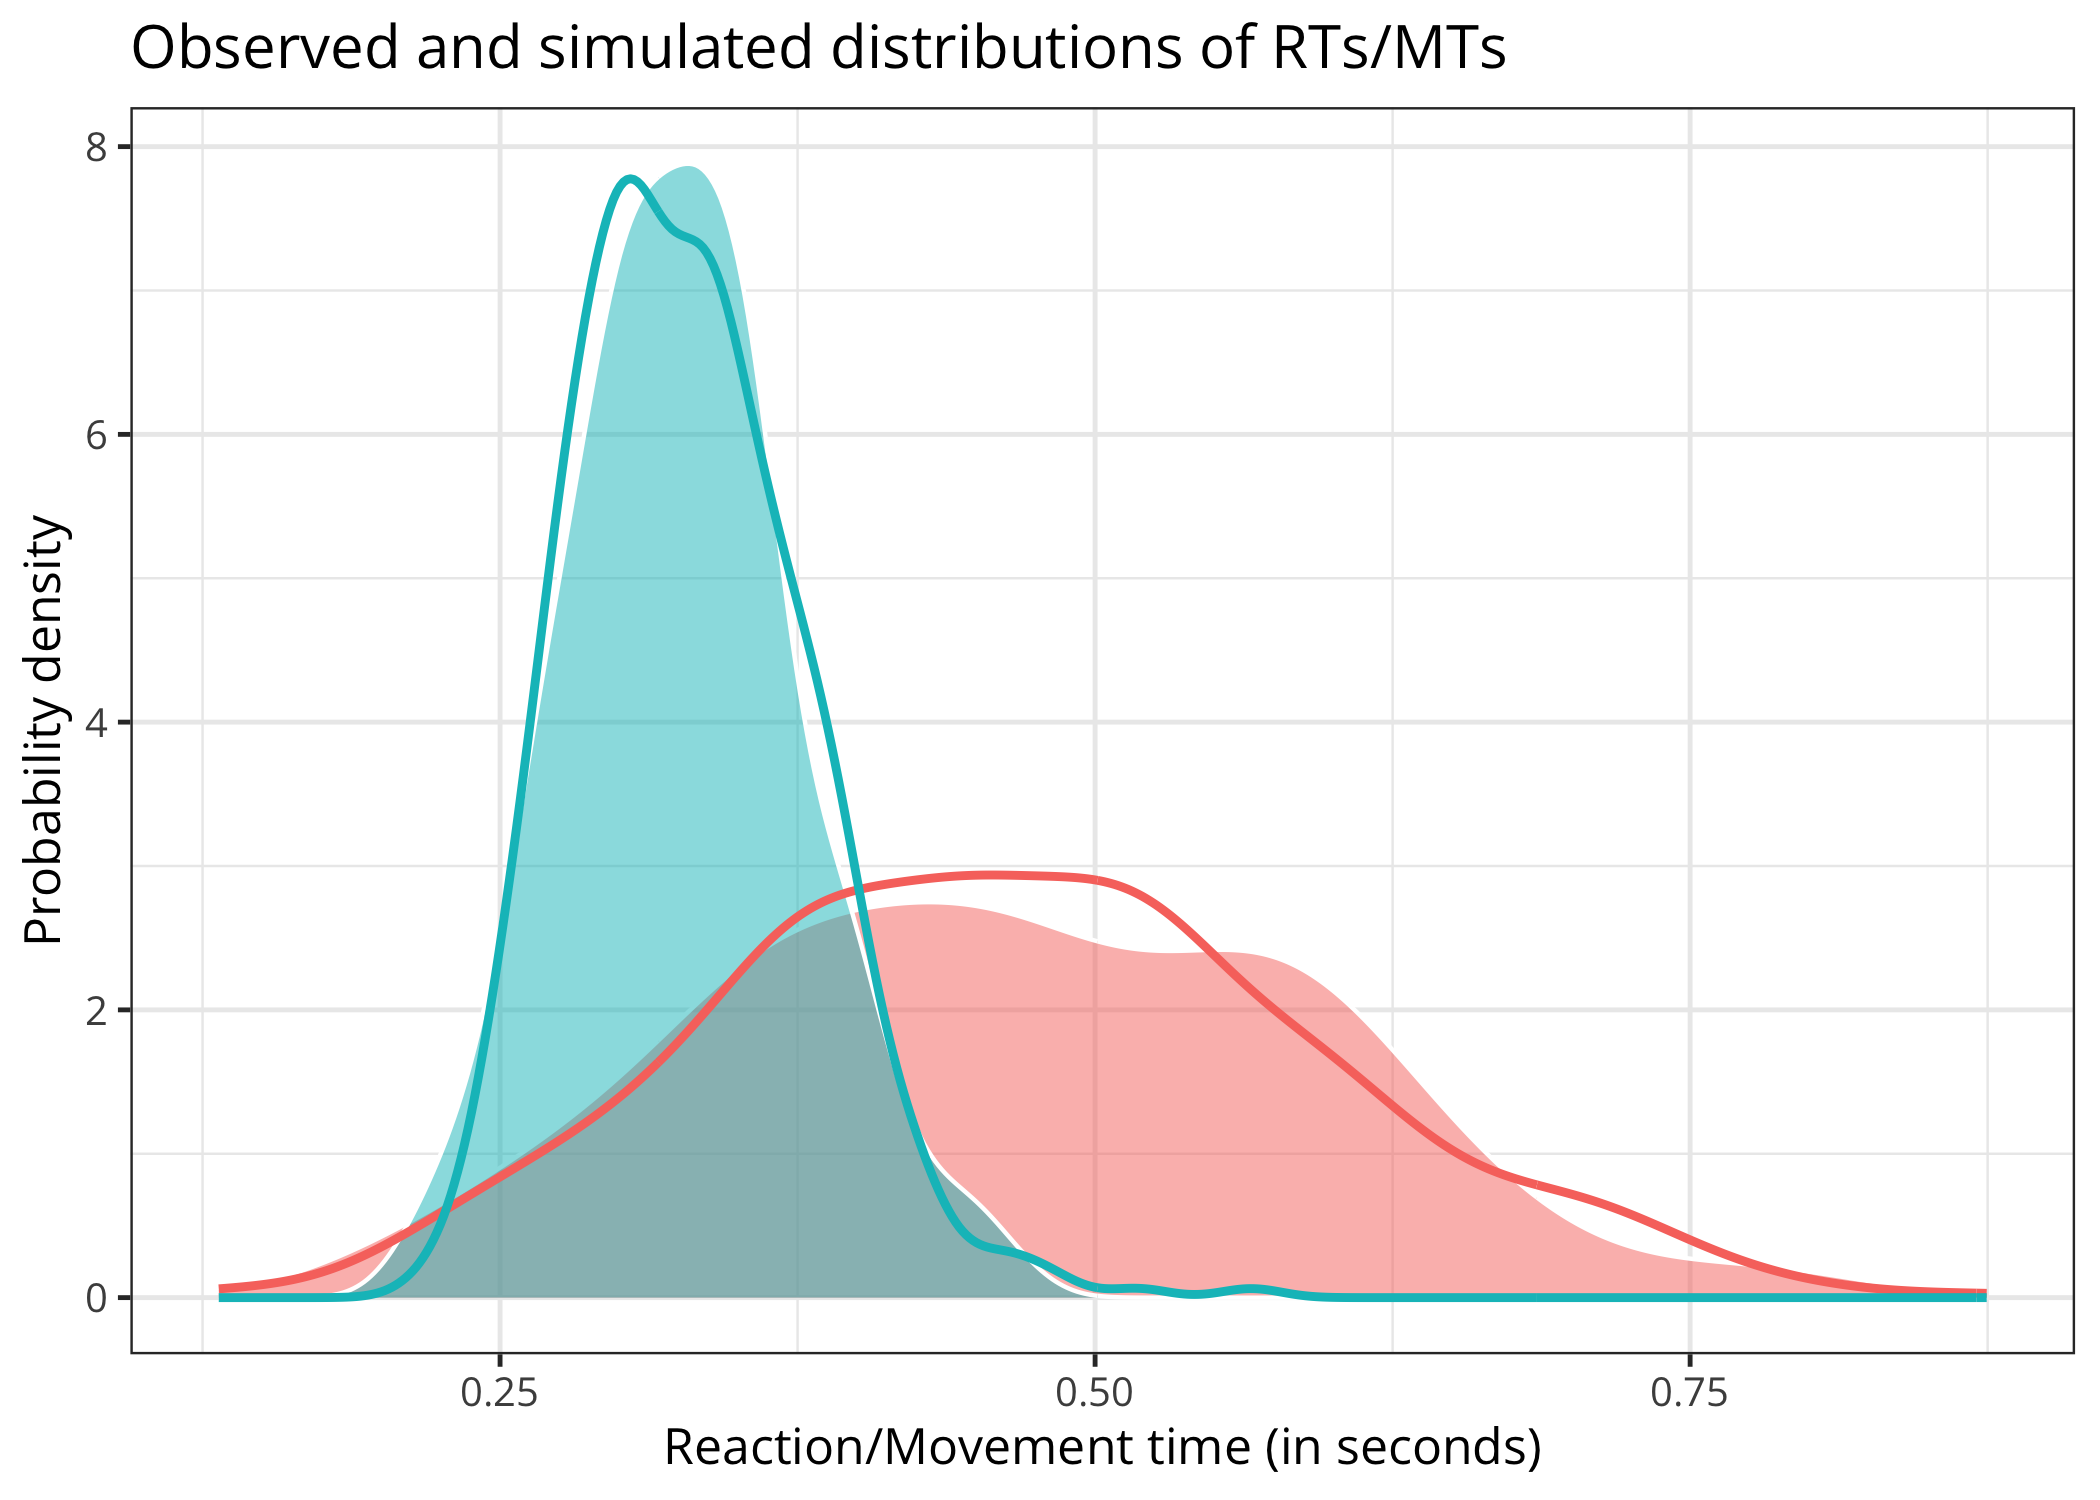 Observed and simulated distributions of RTs/MTs
8
6
4
2
0
Probability density
0.25 0.50 0.75
Reaction/Movement time (in seconds)